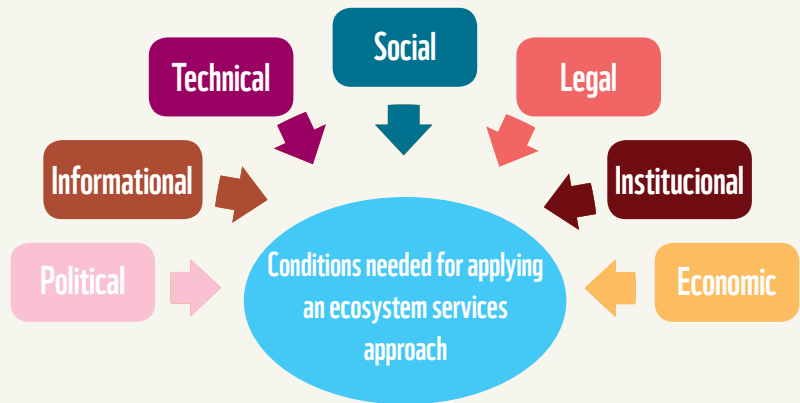 Social
Technical
Legal
Informational
Institucional
Political
Economic
Conditions needed for applying
an ecosystem services
approach